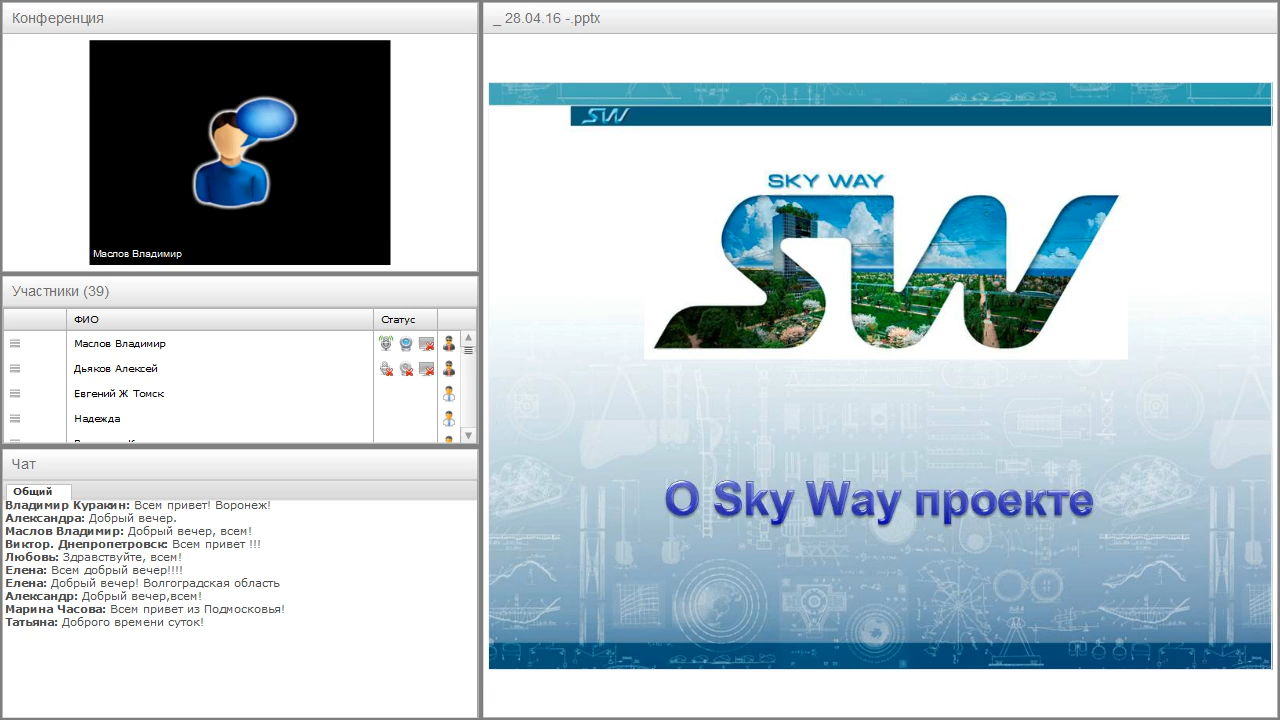 Конференция
Маслов Владимир
Участники (39)
ФИО
Статус
Маслов Владимир
Дьяков Алексей
Евгений Ж Томск
Надежда
Чат
Общий
Владимир Куракин: Всем привет! Воронеж!
Александра: Добрый вечер.
Маслов Владимир: Добрый вечер, всем!
Виктор. Днепропетровск: Всем привет !!!
Любовь: Здравствуйте, всем!
Елена: Всем добрый вечер!!!!
Елена: Добрый вечер! Волгоградская область
Александр: Добрый вечер,всем!
Марина Часова: Всем привет из Подмосковья!
Татьяна: Доброго времени суток!
_ 28.04.16 -.pptx
SW
SKY WAY
SW
О Sky Way проекте